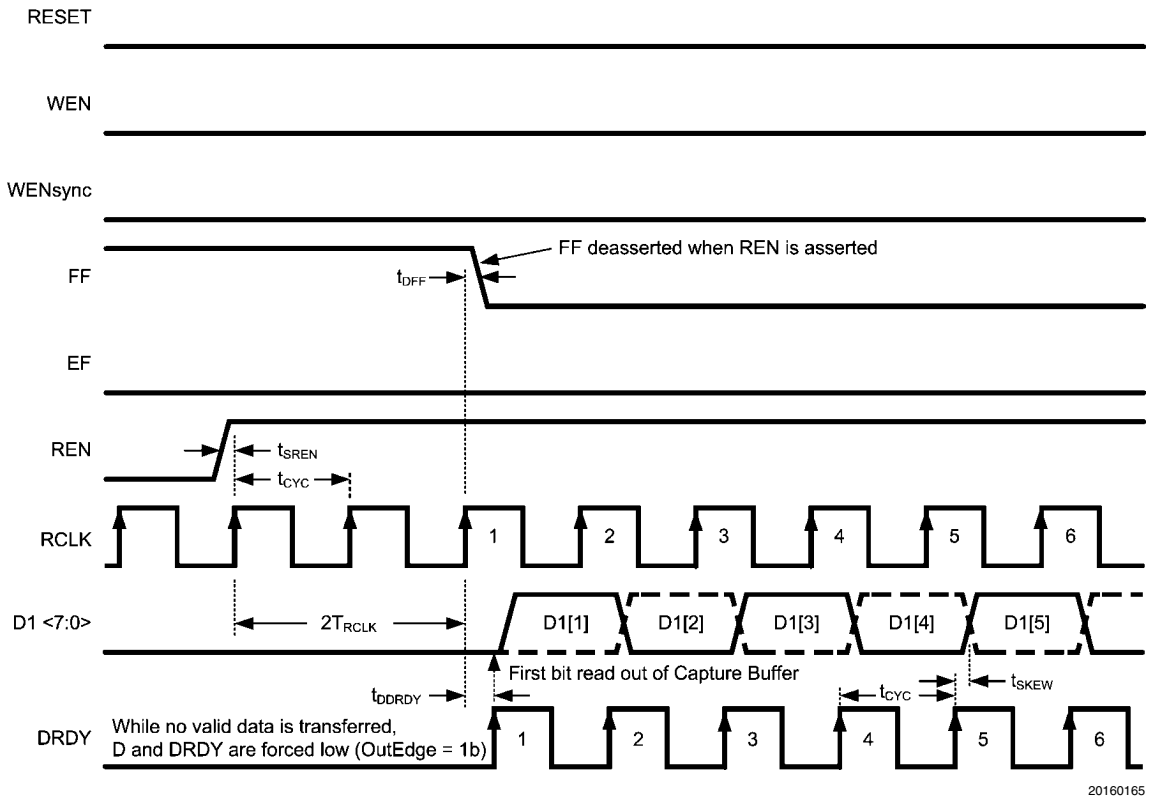 RESET
WEN
WENsync
FF deasserted when REN is asserted
FF
tDFF
EF
REN
tSREN
tCYC
RCLK
1 2 3 4 5 6
D1 <7:0>
2TRCLK
D1[1] D1[2] D1[3] D1[4] D1[5]
First bit read out of Capture Buffer
tDDRDY
tCYC
tSKEW
While no valid data is transferred,
D and DRDY are forced low (OutEdge = 1b)
DRDY
1 2 3 4 5 6
20160165